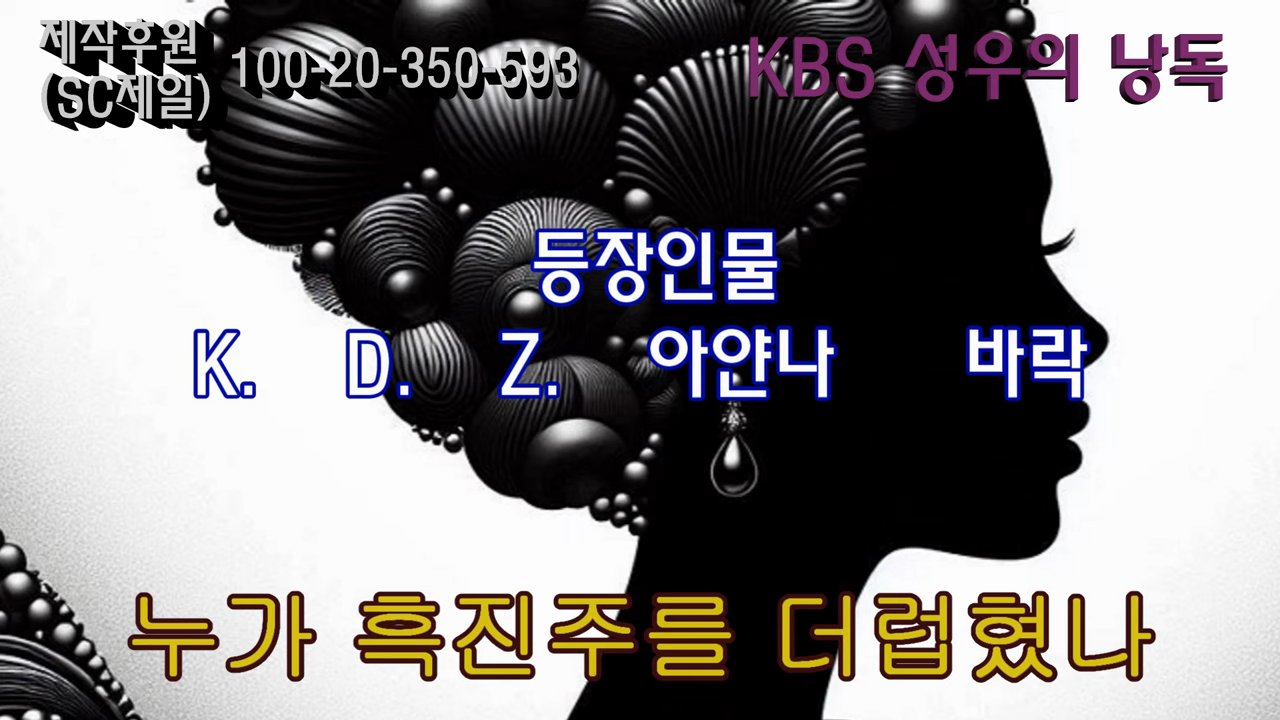 제작후원
(SC제일) 100-20-350-593
KBS 성우의 낭독
등장인물
K. D. Z. 아얀나 바락
누가 흑진주를 더럽혔나